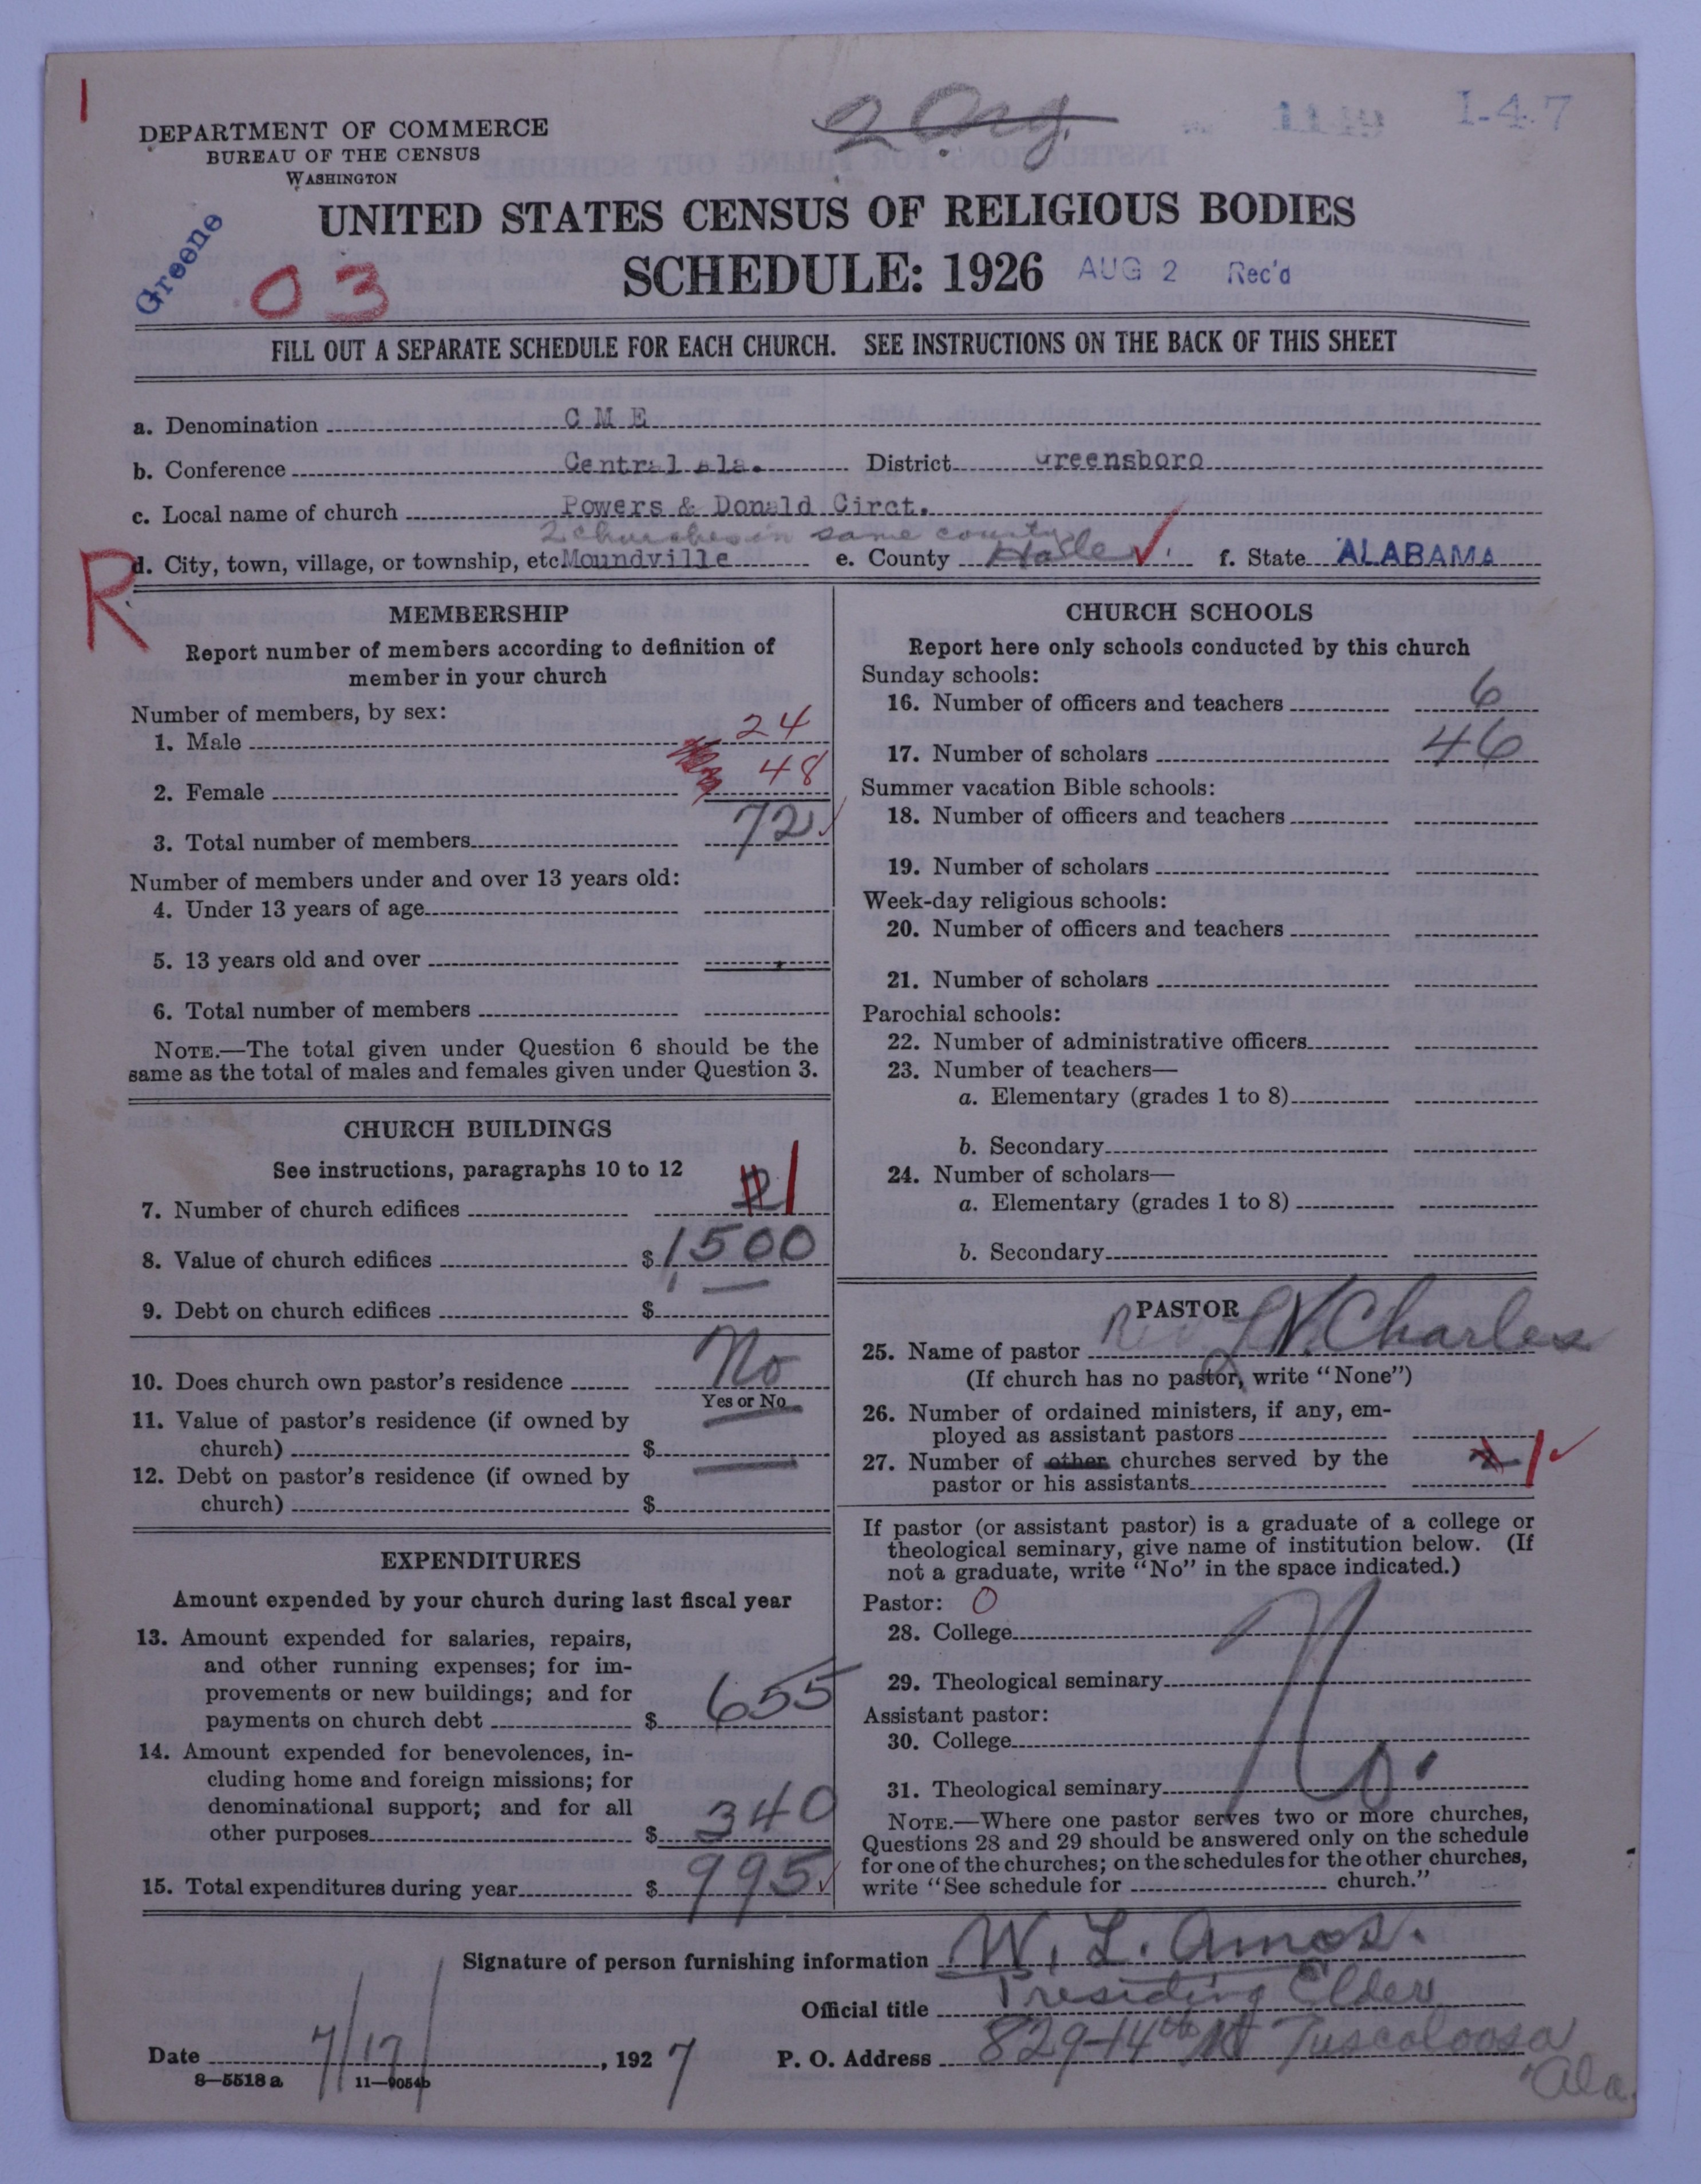 2 Org.
1149
I-47
DEPARTMENT OF COMMERCE
BUREAU OF THE CENSUS
WASHINGTON
UNITED STATES CENSUS OF RELIGIOUS BODIES
Greene
03
SCHEDULE: 1926 AUG 2 Rec'd
FILL OUT A SEPARATE SCHEDULE FOR EACH CHURCH. SEE INSTRUCTIONS ON THE BACK OF THIS SHEET
a. Denomination C M E
b. Conference Central Ala. District Greensboro
c. Local name of church Powers & Donald Circt.
2 churches in same county
R
d. City, town, village, or township, etc Moundville e. County Hale f. State ALABAMA
MEMBERSHIP
Report number of members according to definition of
member in your church
Number of members, by sex:
1. Male 24
2. Female 48
3. Total number of members 72
Number of members under and over 13 years old:
4. Under 13 years of age
5. 13 years old and over
6. Total number of members
NOTE.—The total given under Question 6 should be the
same as the total of males and females given under Question 3.
CHURCH BUILDINGS
See instructions, paragraphs 10 to 12
7. Number of church edifices 2 1
8. Value of church edifices $ 1500
9. Debt on church edifices $
10. Does church own pastor's residence No
Yes or No
11. Value of pastor's residence (if owned by
church) $
12. Debt on pastor's residence (if owned by
church) $
EXPENDITURES
Amount expended by your church during last fiscal year
13. Amount expended for salaries, repairs,
and other running expenses; for im-
provements or new buildings; and for
payments on church debt $ 655
14. Amount expended for benevolences, in-
cluding home and foreign missions; for
denominational support; and for all
other purposes $ 340
15. Total expenditures during year $ 995
CHURCH SCHOOLS
Report here only schools conducted by this church
Sunday schools:
16. Number of officers and teachers 6
17. Number of scholars 46
Summer vacation Bible schools:
18. Number of officers and teachers
19. Number of scholars
Week-day religious schools:
20. Number of officers and teachers
21. Number of scholars
Parochial schools:
22. Number of administrative officers
23. Number of teachers—
a. Elementary (grades 1 to 8)
b. Secondary
24. Number of scholars—
a. Elementary (grades 1 to 8)
b. Secondary
PASTOR
25. Name of pastor Rev. L N. Charles
(If church has no pastor, write "None")
26. Number of ordained ministers, if any, em-
ployed as assistant pastors
27. Number of other churches served by the
pastor or his assistants 1
If pastor (or assistant pastor) is a graduate of a college or
theological seminary, give name of institution below. (If
not a graduate, write "No" in the space indicated.)
Pastor: 0
28. College
29. Theological seminary No.
Assistant pastor:
30. College
31. Theological seminary
NOTE.—Where one pastor serves two or more churches,
Questions 28 and 29 should be answered only on the schedule
for one of the churches; on the schedules for the other churches,
write "See schedule for church."
Signature of person furnishing information W. L. Amos.
Official title Presiding Elder
Date 7/17/, 1927 P. O. Address 829-14th St Tuscaloosa
Ala.
8—5518 a 11—9054b